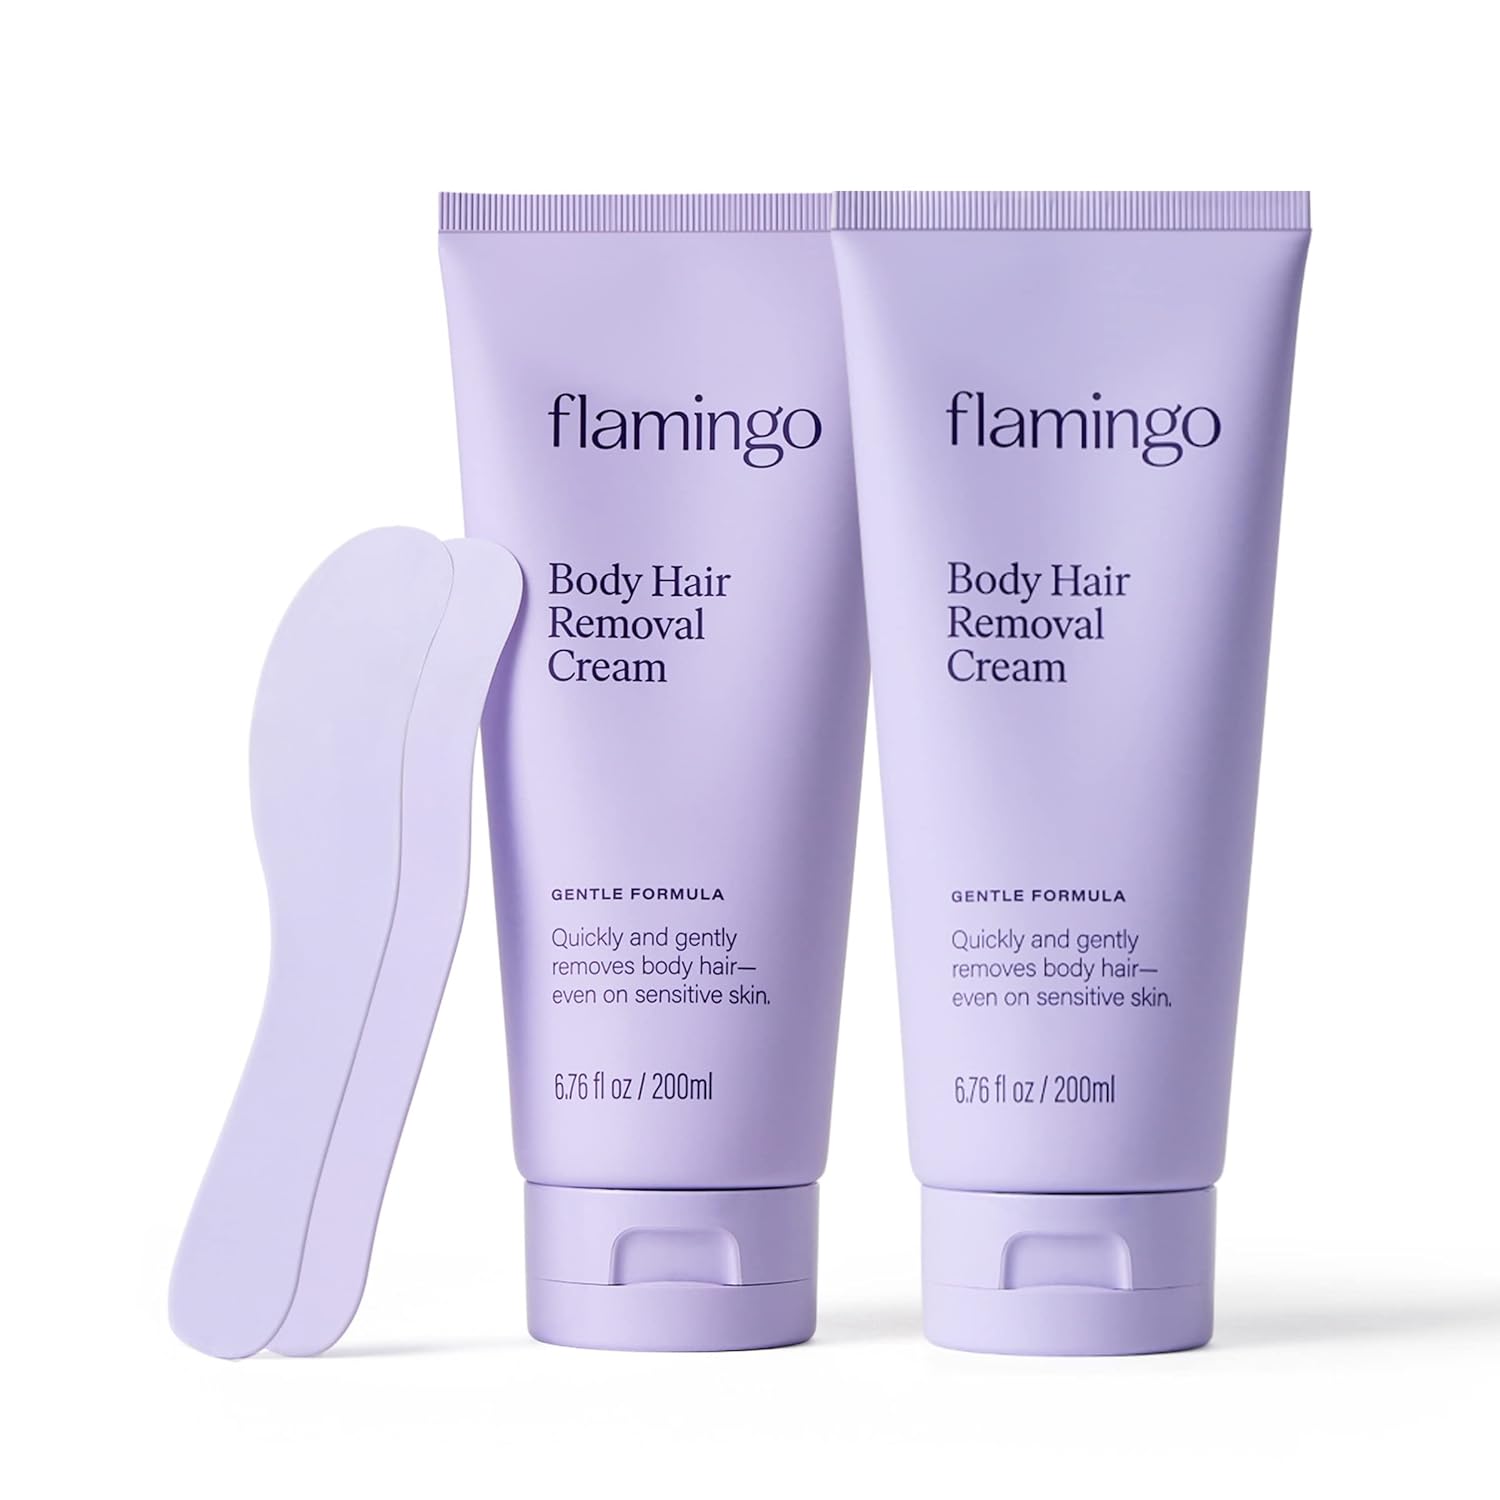 flamingo
Body Hair
Removal
Cream
GENTLE FORMULA
Quickly and gently
removes body hair—
even on sensitive skin.
6.76 fl oz / 200ml
flamingo
Body Hair
Removal
Cream
GENTLE FORMULA
Quickly and gently
removes body hair—
even on sensitive skin.
6.76 fl oz / 200ml